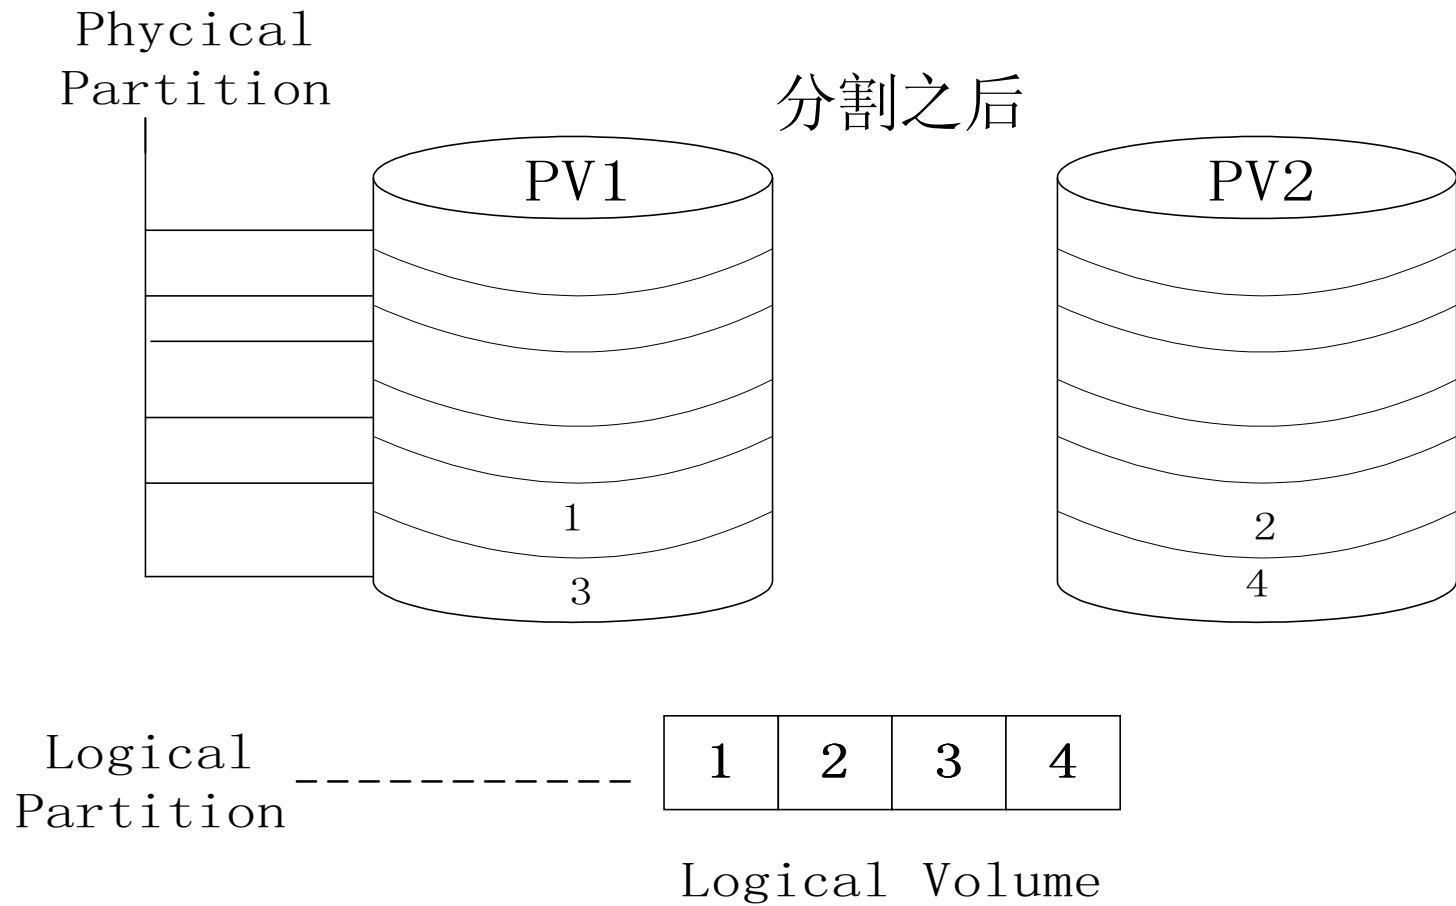 Phycical
Partition
分割之后
PV1
PV2
1
2
3
4
Logical
Partition
1 2 3 4
Logical Volume